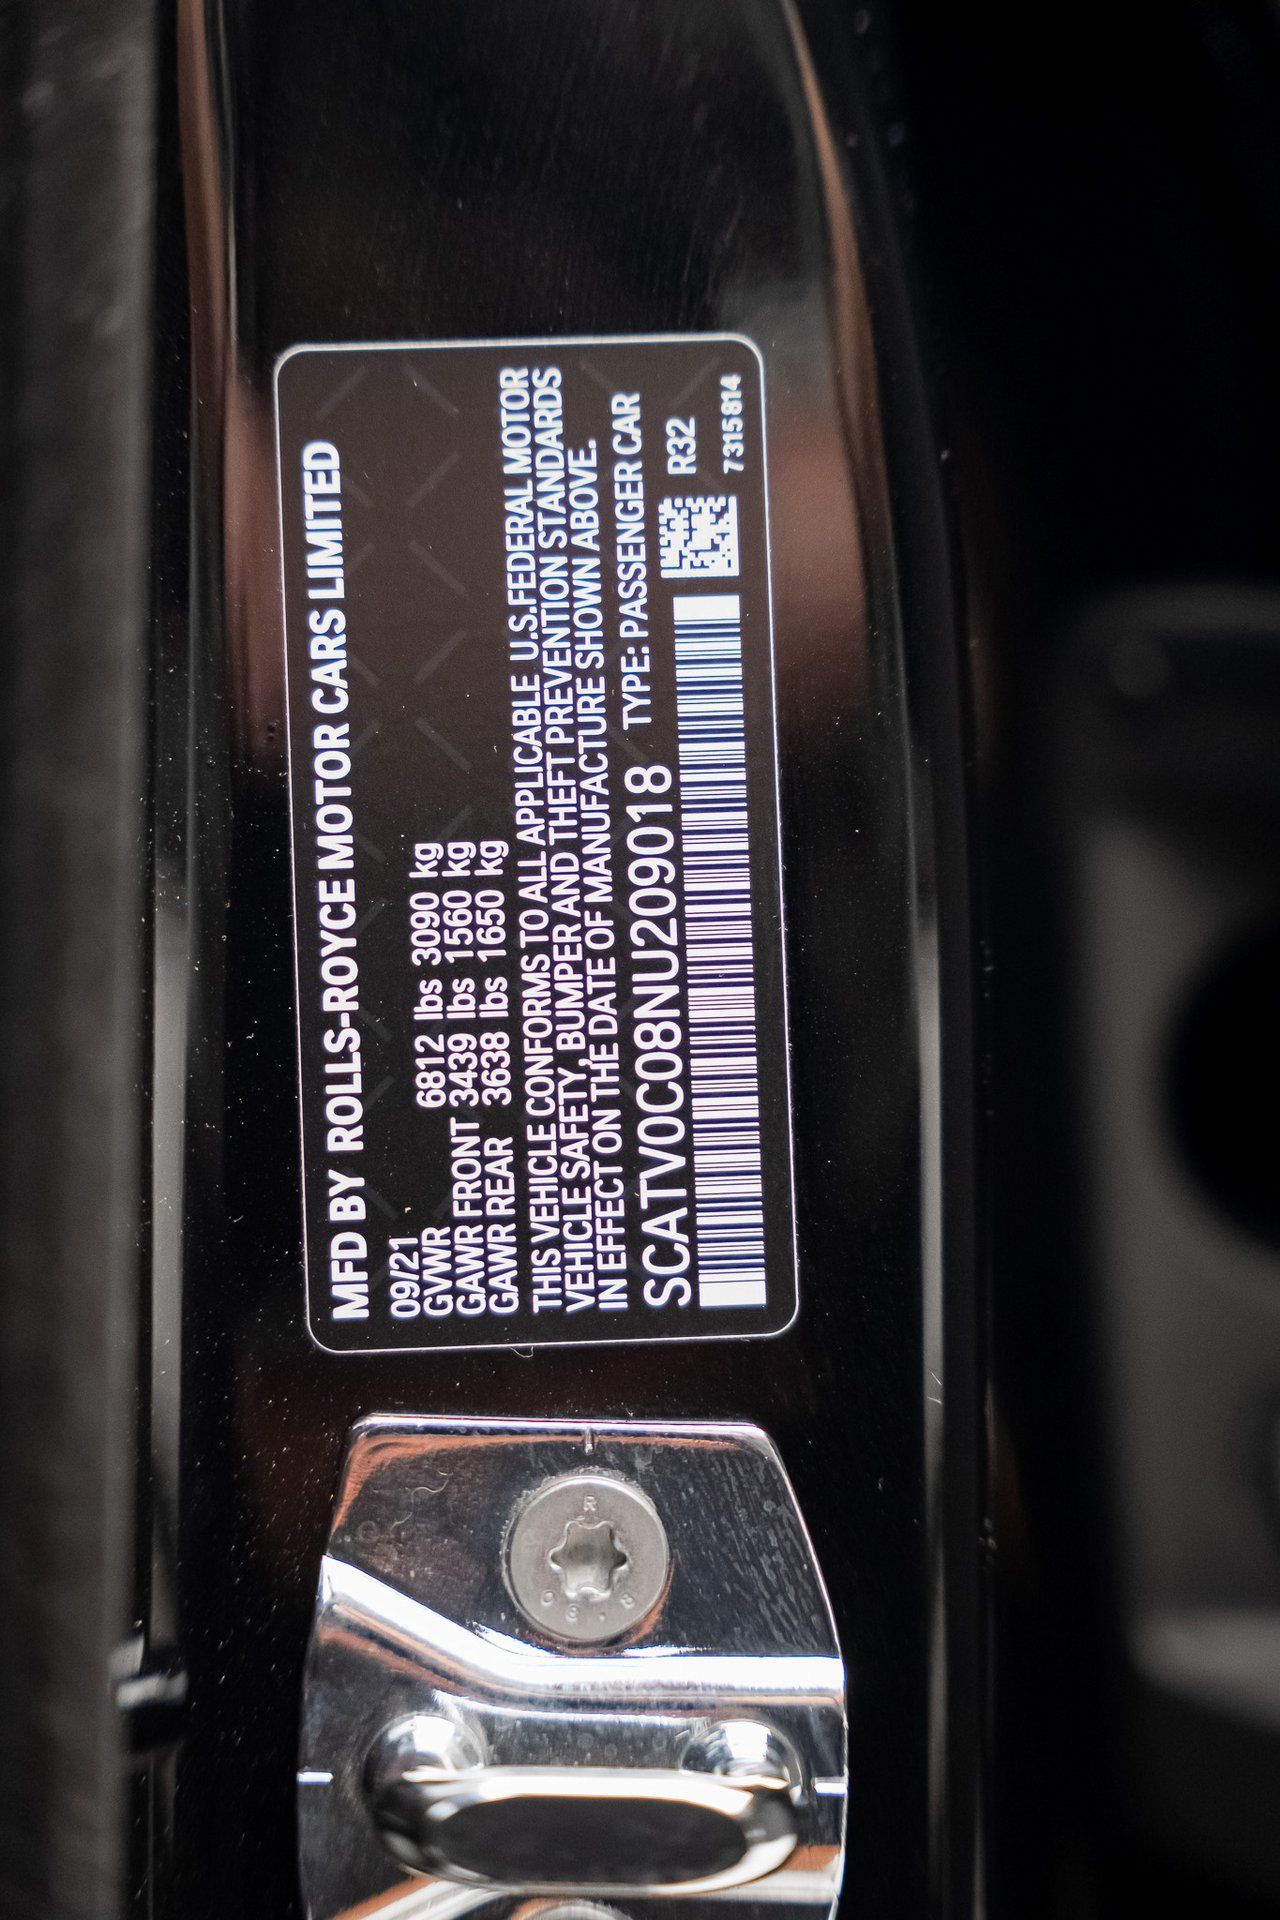 MFD BY ROLLS-ROYCE MOTOR CARS LIMITED
09/21
GVWR 6812 lbs 3090 kg
GAWR FRONT 3439 lbs 1560 kg
GAWR REAR 3638 lbs 1650 kg
THIS VEHICLE CONFORMS TO ALL APPLICABLE U.S.FEDERAL MOTOR
VEHICLE SAFETY, BUMPER AND THEFT PREVENTION STANDARDS
IN EFFECT ON THE DATE OF MANUFACTURE SHOWN ABOVE.
SCATV0C08NU209018 TYPE: PASSENGER CAR
R32
7315814
R
08.8